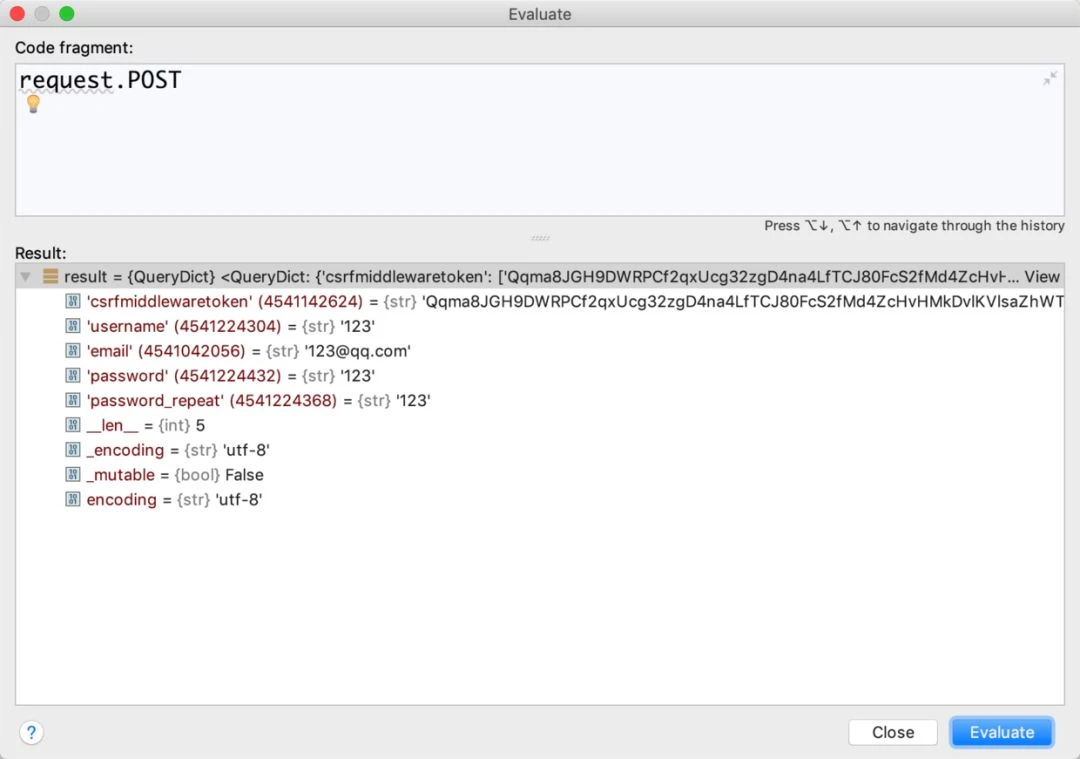 Evaluate
Code fragment:
request.POST
Press ⌥↓, ⌥↑ to navigate through the history
Result:
result = {QueryDict} <QueryDict: {'csrfmiddlewaretoken': ['Qqma8JGH9DWRPCf2qxUcg32zgD4na4LfTCJ80FcS2fMd4ZcHvH... View
'csrfmiddlewaretoken' (4541142624) = {str} 'Qqma8JGH9DWRPCf2qxUcg32zgD4na4LfTCJ80FcS2fMd4ZcHvHMkDvlKVlsaZhWT
'username' (4541224304) = {str} '123'
'email' (4541042056) = {str} '123@qq.com'
'password' (4541224432) = {str} '123'
'password_repeat' (4541224368) = {str} '123'
__len__ = {int} 5
_encoding = {str} 'utf-8'
_mutable = {bool} False
encoding = {str} 'utf-8'
?
Close
Evaluate